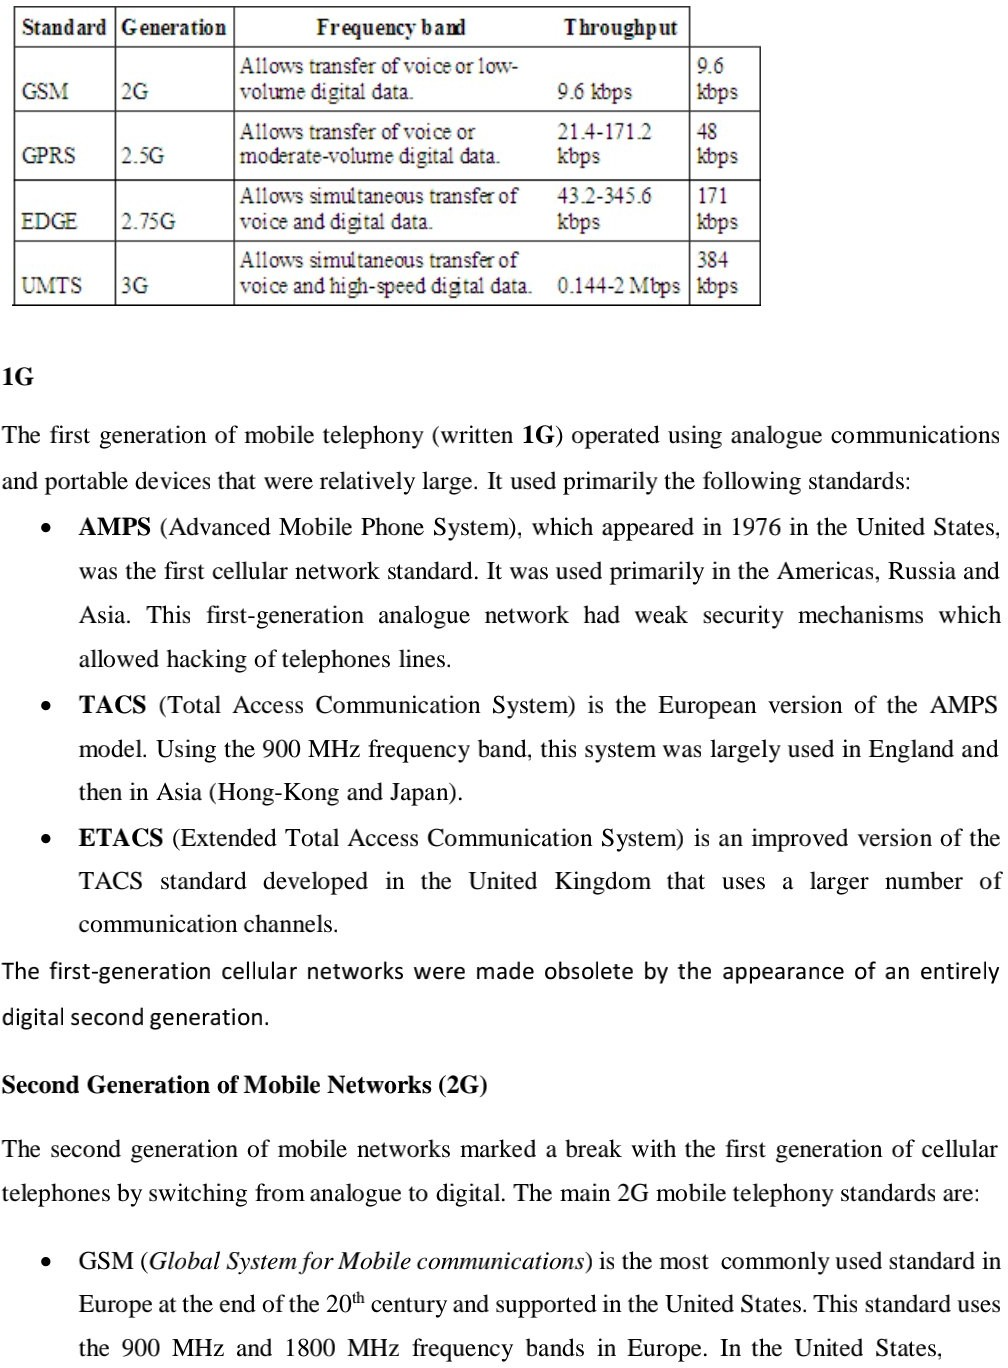 Standard Generation Frequency band Throughput
GSM 2G Allows transfer of voice or low-volume digital data. 9.6 kbps 9.6 kbps
GPRS 2.5G Allows transfer of voice or moderate-volume digital data. 21.4-171.2 kbps 48 kbps
EDGE 2.75G Allows simultaneous transfer of voice and digital data. 43.2-345.6 kbps 171 kbps
UMTS 3G Allows simultaneous transfer of voice and high-speed digital data. 0.144-2 Mbps 384 kbps
1G
The first generation of mobile telephony (written 1G) operated using analogue communications
and portable devices that were relatively large. It used primarily the following standards:
• AMPS (Advanced Mobile Phone System), which appeared in 1976 in the United States,
was the first cellular network standard. It was used primarily in the Americas, Russia and
Asia. This first-generation analogue network had weak security mechanisms which
allowed hacking of telephones lines.
• TACS (Total Access Communication System) is the European version of the AMPS
model. Using the 900 MHz frequency band, this system was largely used in England and
then in Asia (Hong-Kong and Japan).
• ETACS (Extended Total Access Communication System) is an improved version of the
TACS standard developed in the United Kingdom that uses a larger number of
communication channels.
The first-generation cellular networks were made obsolete by the appearance of an entirely
digital second generation.
Second Generation of Mobile Networks (2G)
The second generation of mobile networks marked a break with the first generation of cellular
telephones by switching from analogue to digital. The main 2G mobile telephony standards are:
• GSM (Global System for Mobile communications) is the most commonly used standard in
Europe at the end of the 20th century and supported in the United States. This standard uses
the 900 MHz and 1800 MHz frequency bands in Europe. In the United States,